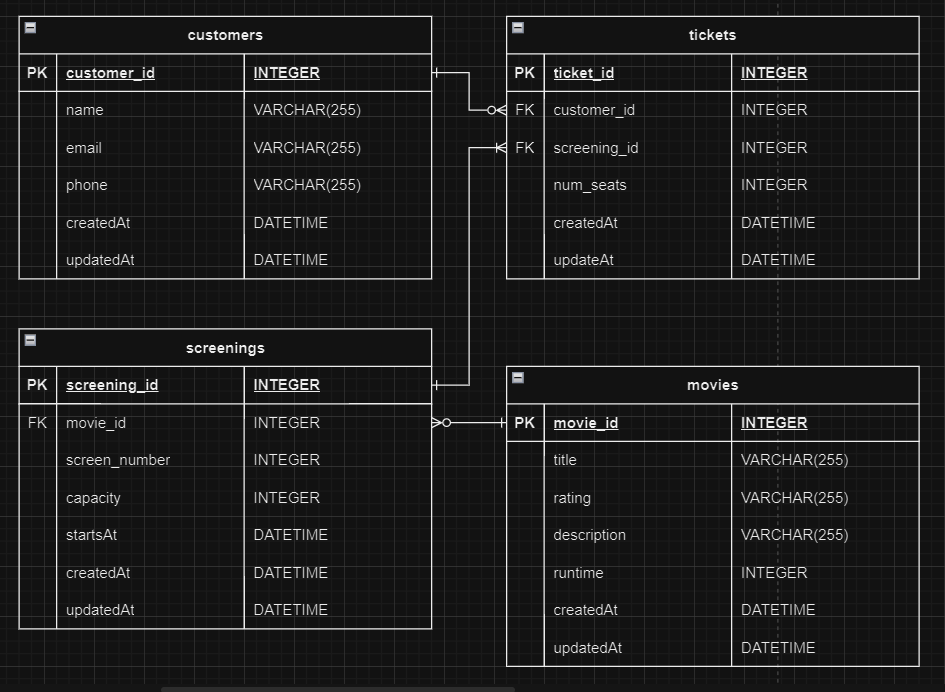 customers
PK customer_id INTEGER
name VARCHAR(255)
email VARCHAR(255)
phone VARCHAR(255)
createdAt DATETIME
updatedAt DATETIME
tickets
PK ticket_id INTEGER
FK customer_id INTEGER
FK screening_id INTEGER
num_seats INTEGER
createdAt DATETIME
updateAt DATETIME
screenings
PK screening_id INTEGER
FK movie_id INTEGER
screen_number INTEGER
capacity INTEGER
startsAt DATETIME
createdAt DATETIME
updatedAt DATETIME
movies
PK movie_id INTEGER
title VARCHAR(255)
rating VARCHAR(255)
description VARCHAR(255)
runtime INTEGER
createdAt DATETIME
updatedAt DATETIME